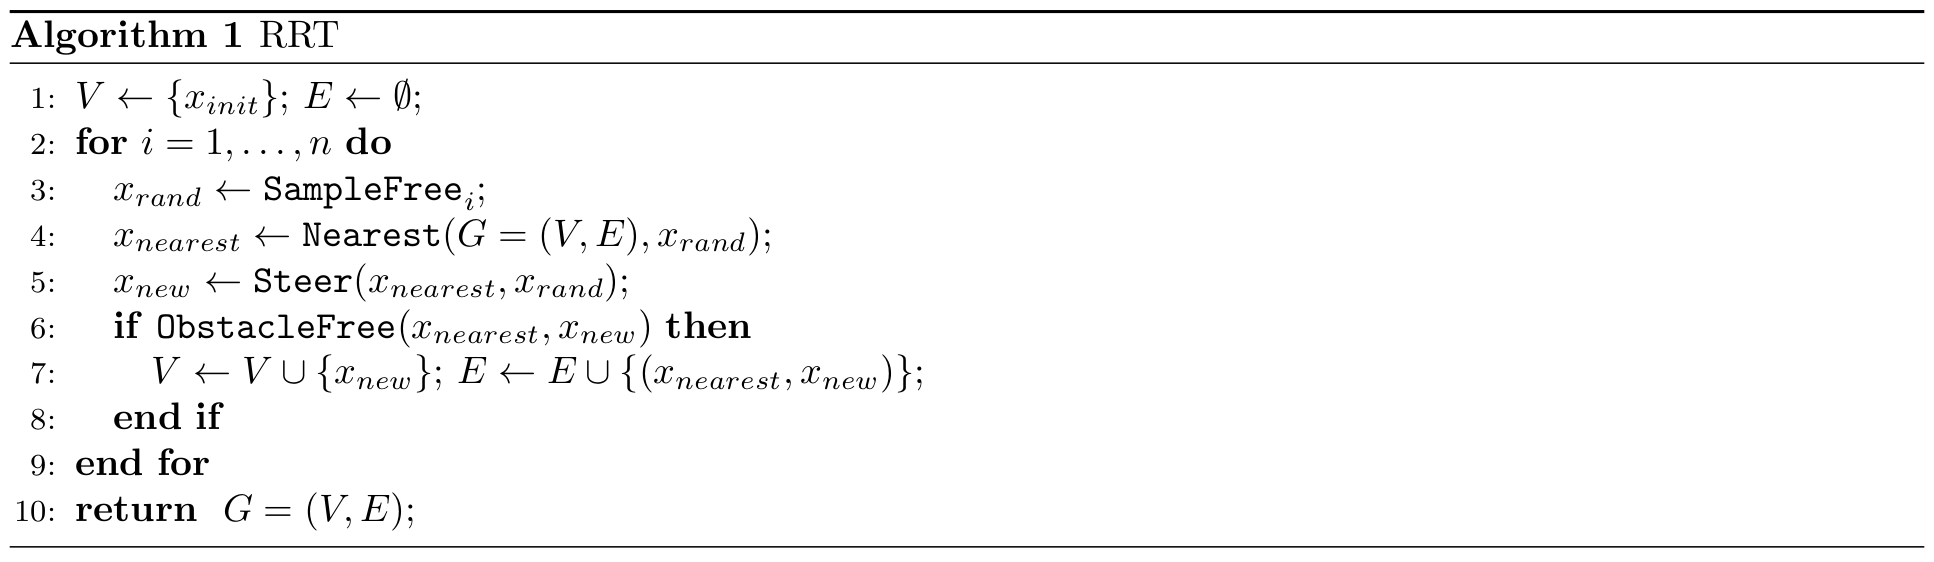 Algorithm 1 RRT
1: V ← {x_init}; E ← ∅;
2: for i = 1, . . . , n do
3: x_rand ← SampleFree_i;
4: x_nearest ← Nearest(G = (V, E), x_rand);
5: x_new ← Steer(x_nearest, x_rand);
6: if ObstacleFree(x_nearest, x_new) then
7: V ← V ∪ {x_new}; E ← E ∪ {(x_nearest, x_new)};
8: end if
9: end for
10: return G = (V, E);